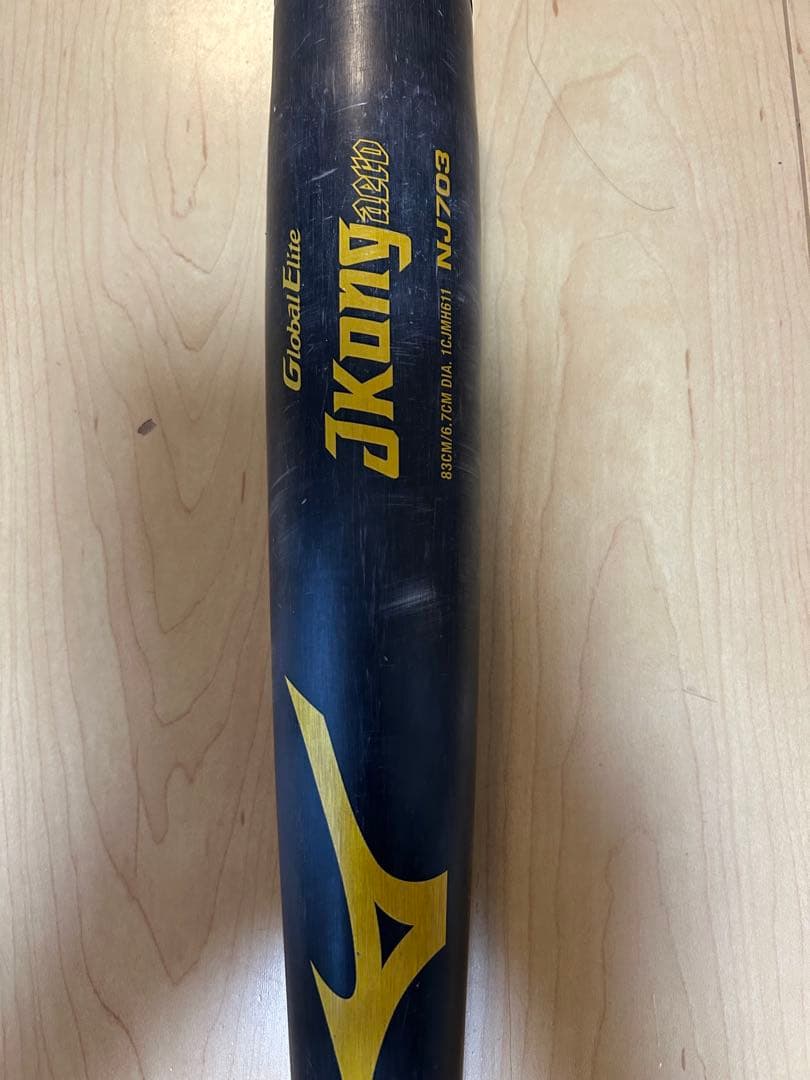 Global Elite
JKong aero
83CM/6.7CM DIA. 1CJMH611 NJ703